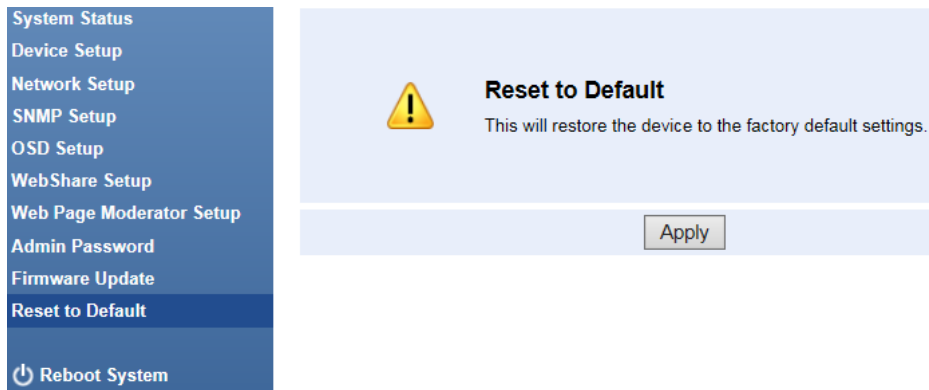 System Status
Device Setup
Network Setup
SNMP Setup
OSD Setup
WebShare Setup
Web Page Moderator Setup
Admin Password
Firmware Update
Reset to Default
Reboot System
Reset to Default
This will restore the device to the factory default settings.
Apply